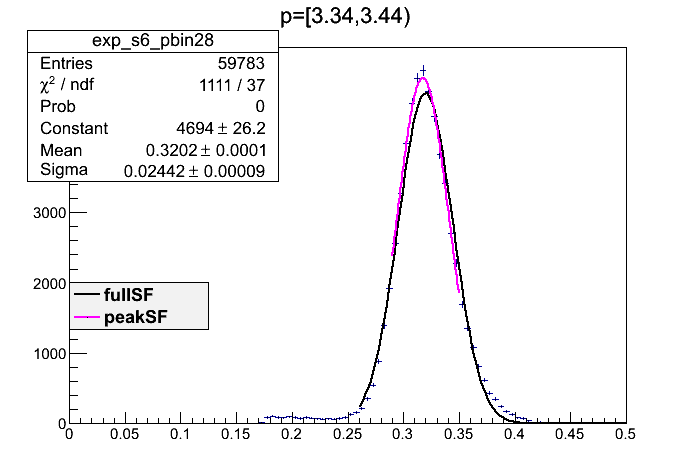 p=[3.34,3.44)
exp_s6_pbin28
Entries 59783
χ² / ndf 1111 / 37
Prob 0
Constant 4694 ± 26.2
Mean 0.3202 ± 0.0001
Sigma 0.02442 ± 0.00009
3000
2000
fullSF
peakSF
1000
0
0 0.05 0.1 0.15 0.2 0.25 0.3 0.35 0.4 0.45 0.5